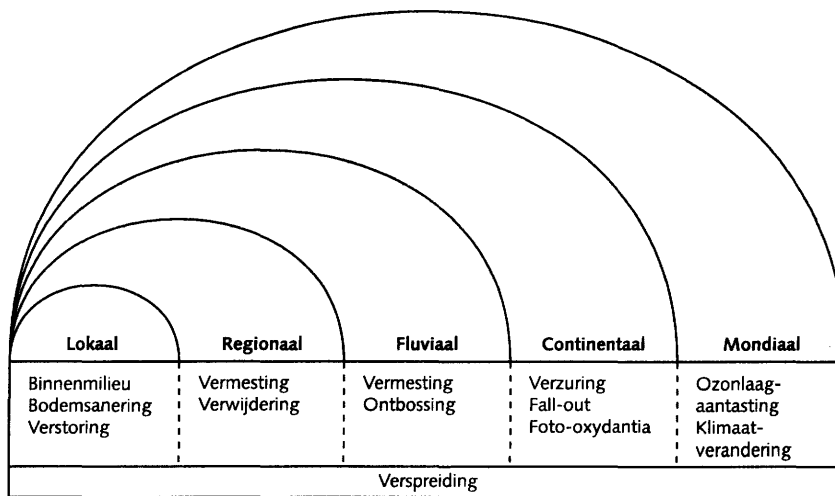 Lokaal
Regionaal
Fluviaal
Continentaal
Mondiaal
Binnenmilieu
Bodemsanering
Verstoring
Vermesting
Verwijdering
Vermesting
Ontbossing
Verzuring
Fall-out
Foto-oxydantia
Ozonlaag-
aantasting
Klimaat-
verandering
Verspreiding